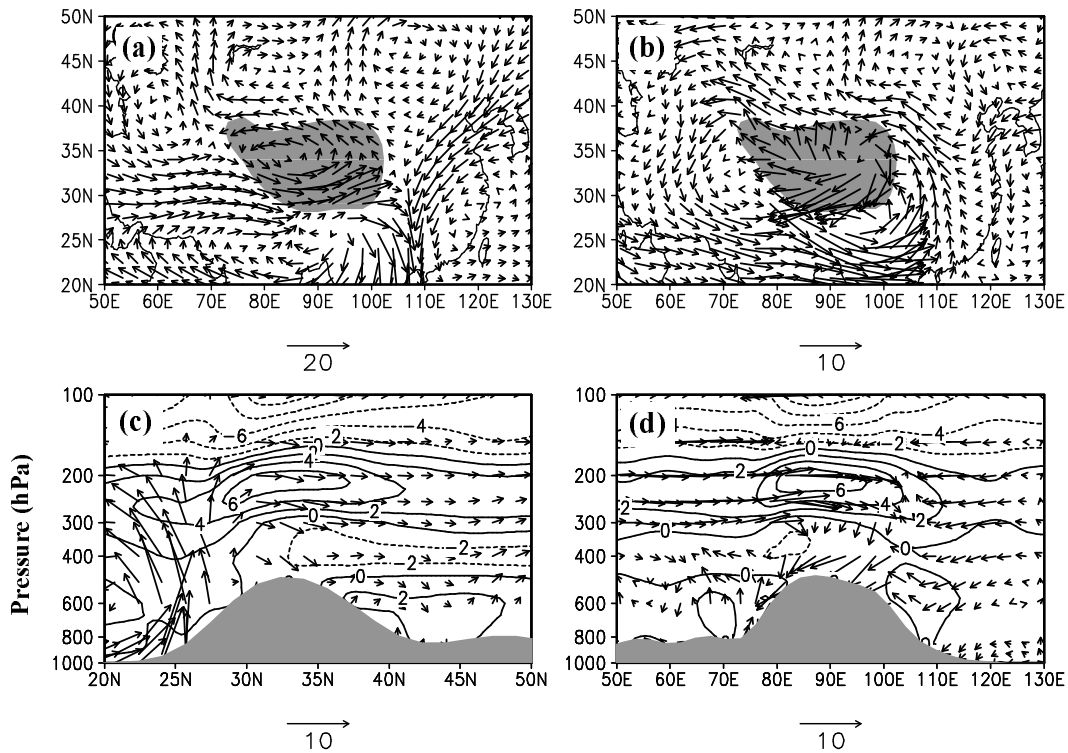 50N 50N
(a) (b)
45N 45N
40N 40N
35N 35N
30N 30N
25N 25N
20N 20N
50E 60E 70E 80E 90E 100E 110E 120E 130E 50E 60E 70E 80E 90E 100E 110E 120E 130E
20 10
100 100
(c) (d)
-6 0 2 4 -6 0 -2 -4
4 6 4 0 2 -2 0 2
2 6 4 2 0 0 0
200 200
300 300
400 400
600 600
800 800
1000 1000
Pressure (hPa)
20N 25N 30N 35N 40N 45N 50N 50E 60E 70E 80E 90E 100E 110E 120E 130E
10 10